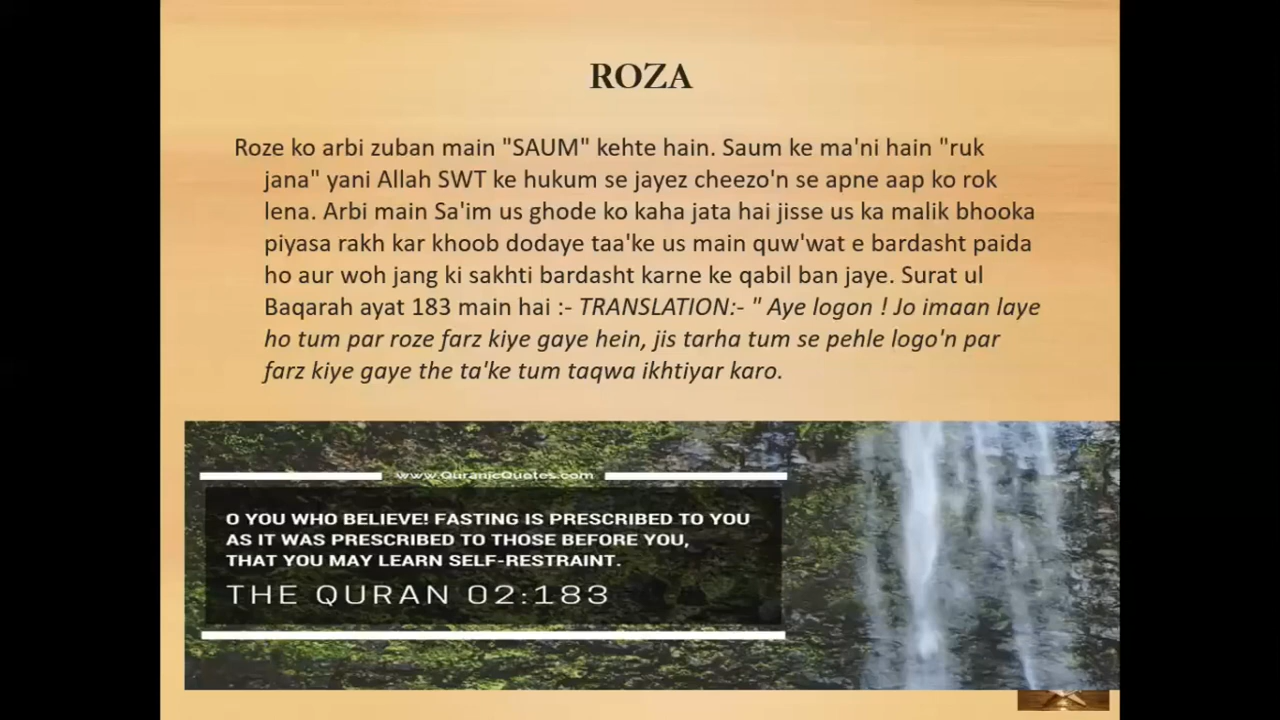 ROZA
Roze ko arbi zuban main "SAUM" kehte hain. Saum ke ma'ni hain "ruk
jana" yani Allah SWT ke hukum se jayez cheezo'n se apne aap ko rok
lena. Arbi main Sa'im us ghode ko kaha jata hai jisse us ka malik bhooka
piyasa rakh kar khoob dodaye taa'ke us main quw'wat e bardasht paida
ho aur woh jang ki sakhti bardasht karne ke qabil ban jaye. Surat ul
Baqarah ayat 183 main hai :- TRANSLATION:- " Aye logon ! Jo imaan laye
ho tum par roze farz kiye gaye hein, jis tarha tum se pehle logo'n par
farz kiye gaye the ta'ke tum taqwa ikhtiyar karo.
www.QuranicQuotes.com
O YOU WHO BELIEVE! FASTING IS PRESCRIBED TO YOU
AS IT WAS PRESCRIBED TO THOSE BEFORE YOU,
THAT YOU MAY LEARN SELF-RESTRAINT.
THE QURAN 02:183